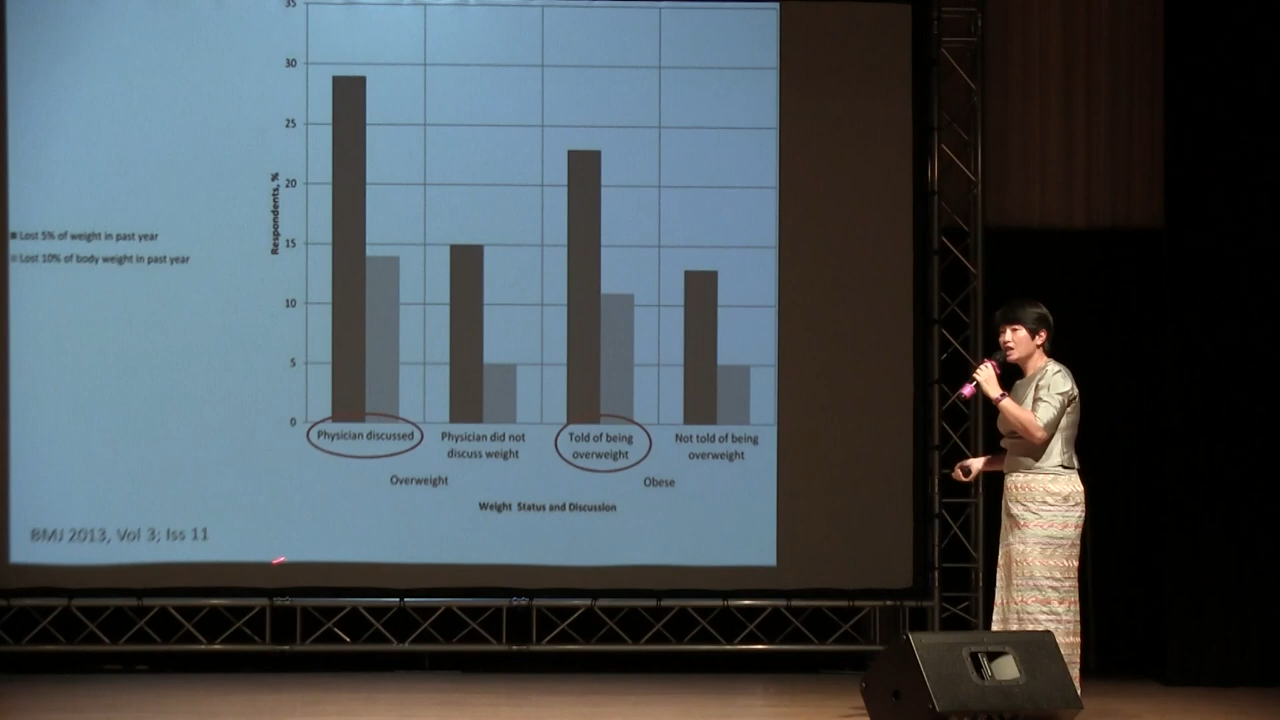 35
30
25
20
15
10
5
0
Respondents, %
Lost 5% of weight in past year
Lost 10% of body weight in past year
Physician discussed
Physician did not
discuss weight
Told of being
overweight
Not told of being
overweight
Overweight
Obese
Weight Status and Discussion
BMJ 2013, Vol 3; Iss 11